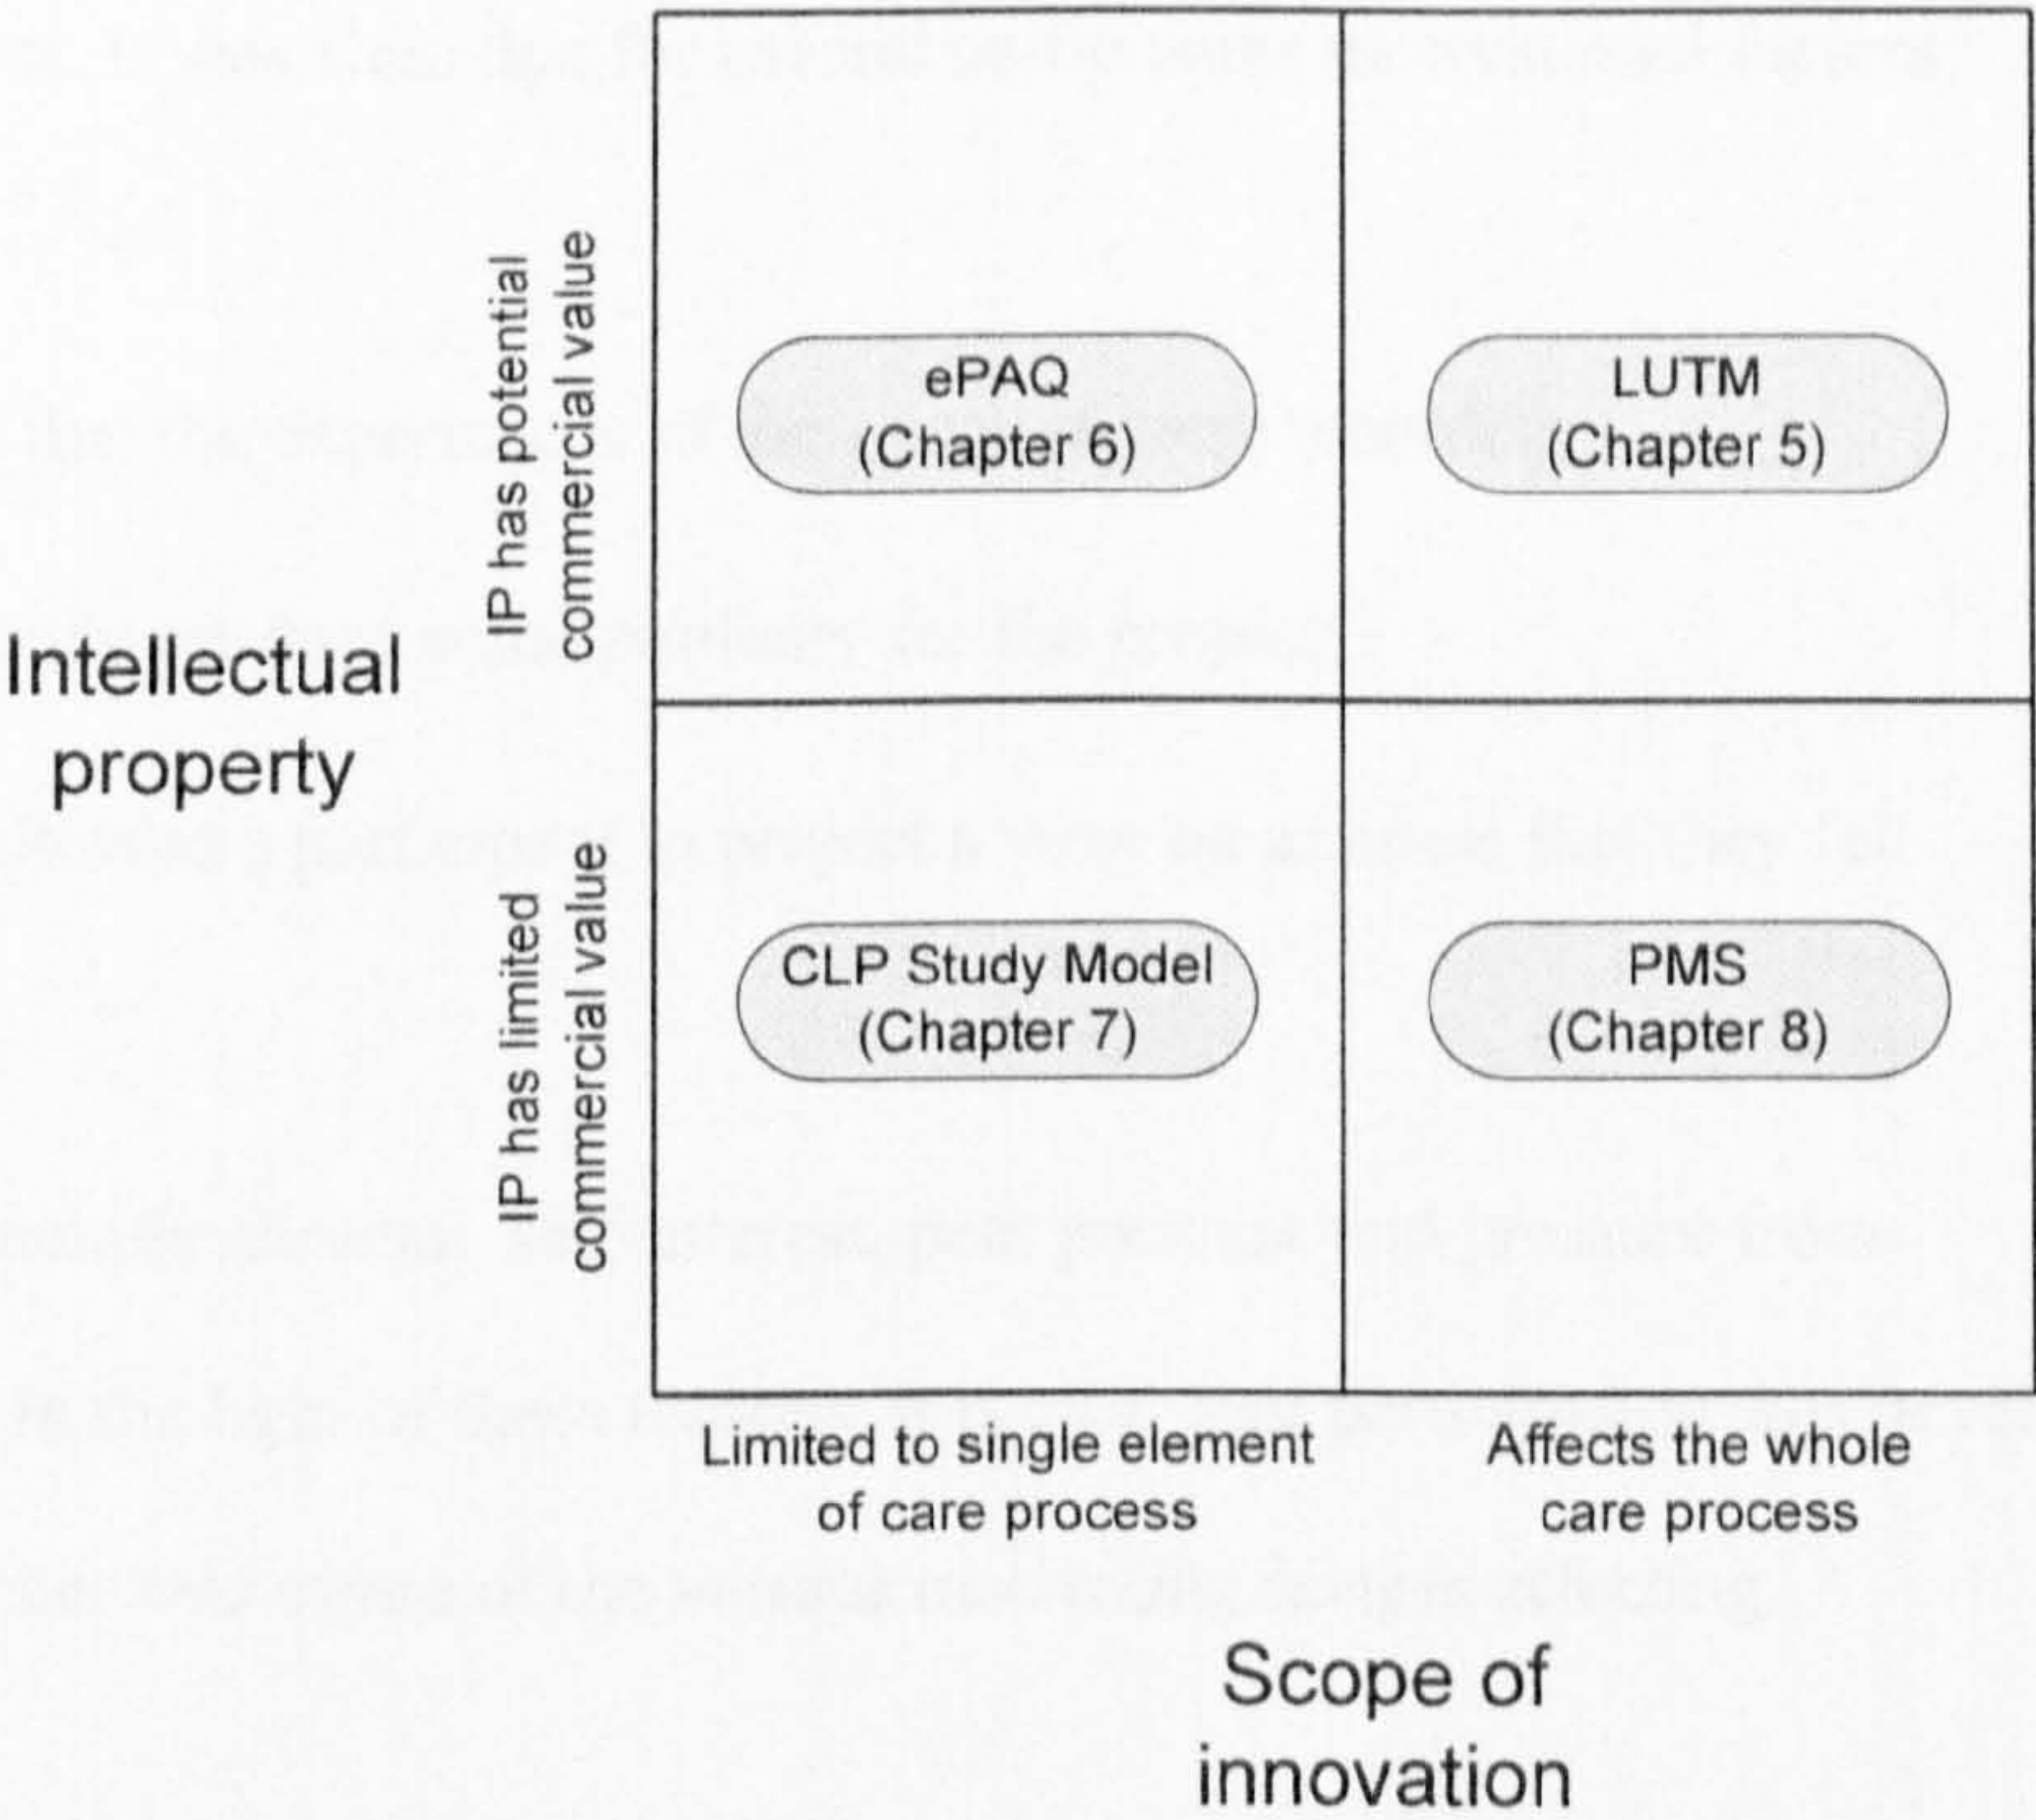 IP has potential
commercial value
ePAQ
(Chapter 6)
LUTM
(Chapter 5)
Intellectual
property
IP has limited
commercial value
CLP Study Model
(Chapter 7)
PMS
(Chapter 8)
Limited to single element
of care process
Affects the whole
care process
Scope of
innovation